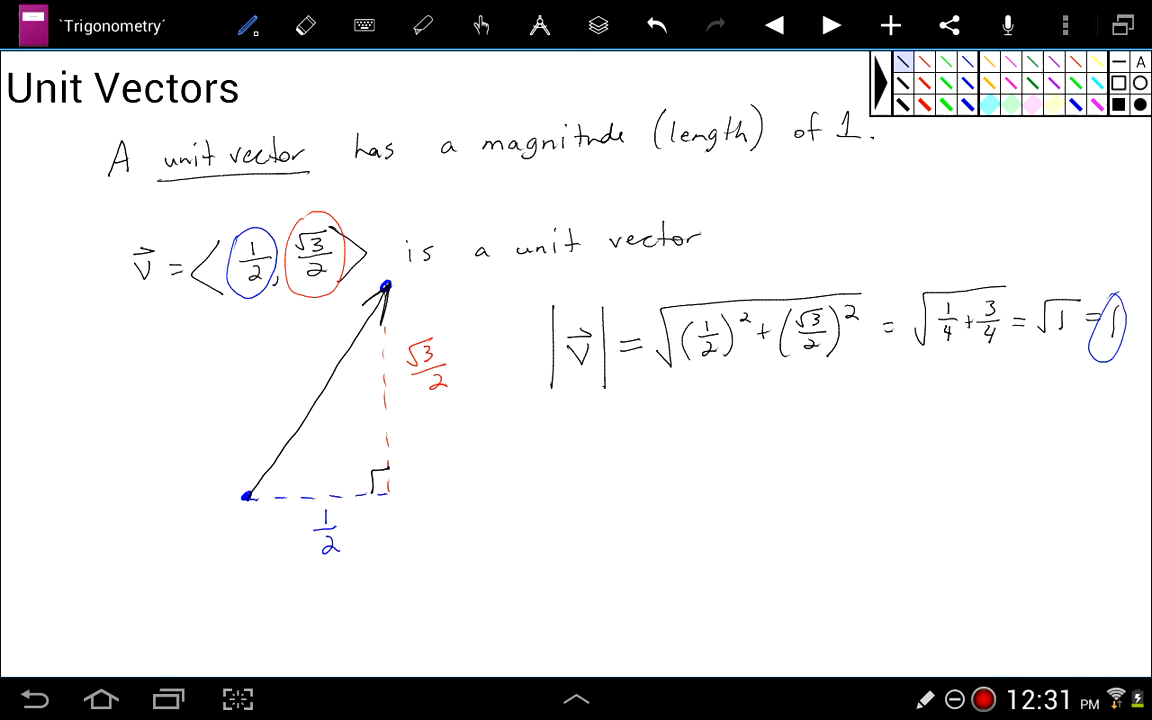 `Trigonometry´
A
Unit Vectors
A unit vector has a magnitude (length) of 1.
v⃗ = <1/2, √3/2> is a unit vector
|v⃗| = √((1/2)² + (√3/2)²) = √(1/4 + 3/4) = √1 = 1
√3/2
1/2
12:31 PM